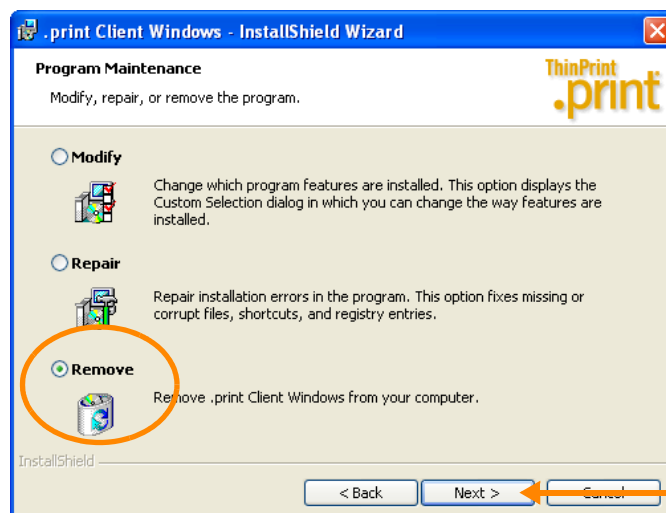 .print Client Windows - InstallShield Wizard
Program Maintenance
Modify, repair, or remove the program.
ThinPrint
.print
Modify
Change which program features are installed. This option displays the
Custom Selection dialog in which you can change the way features are
installed.
Repair
Repair installation errors in the program. This option fixes missing or
corrupt files, shortcuts, and registry entries.
Remove
Remove .print Client Windows from your computer.
InstallShield
< Back
Next >
Cancel